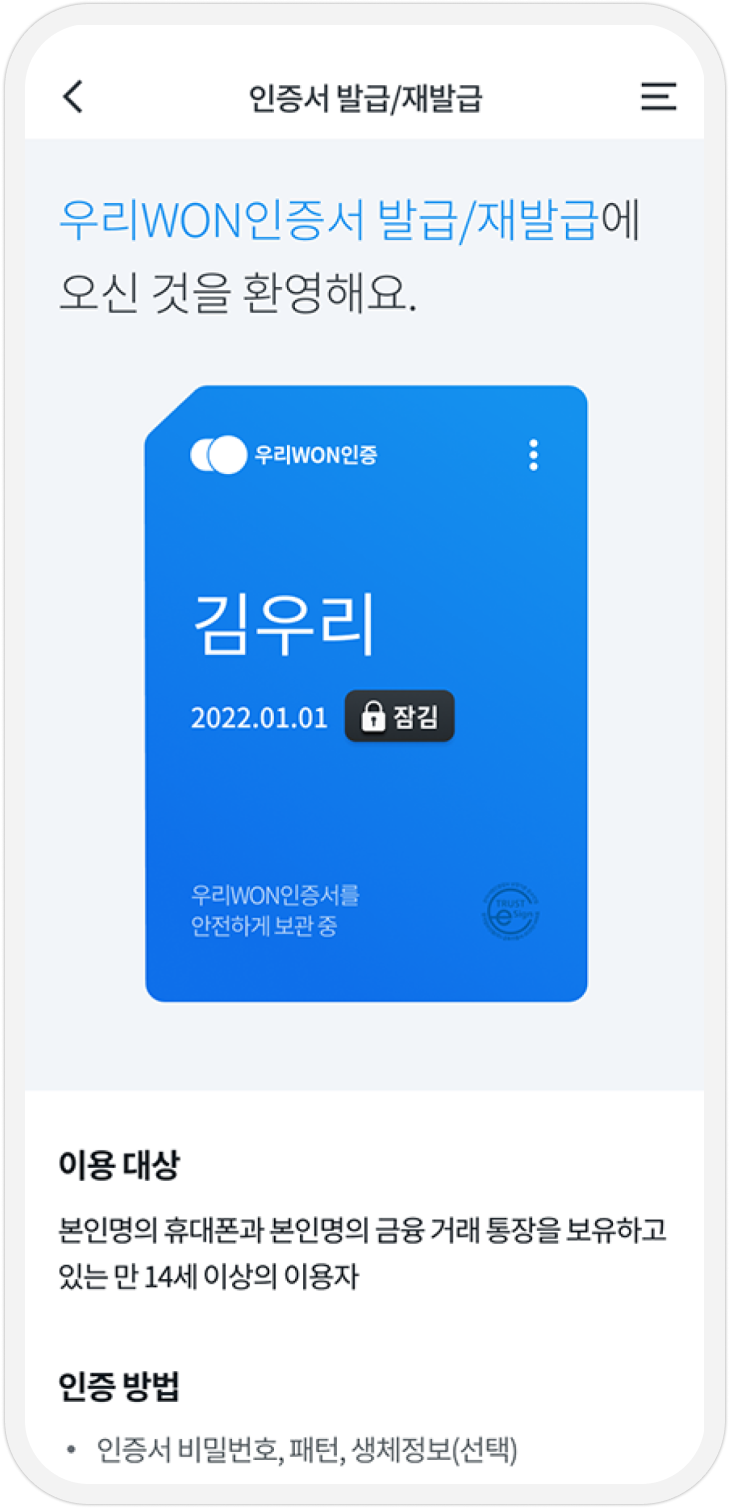 인증서 발급/재발급
우리WON인증서 발급/재발급에
오신 것을 환영해요.
우리WON인증
김우리
2022.01.01 잠김
우리WON인증서를
안전하게 보관 중
TRUST
eSign
이용 대상
본인명의 휴대폰과 본인명의 금융 거래 통장을 보유하고
있는 만 14세 이상의 이용자
인증 방법
• 인증서 비밀번호, 패턴, 생체정보(선택)